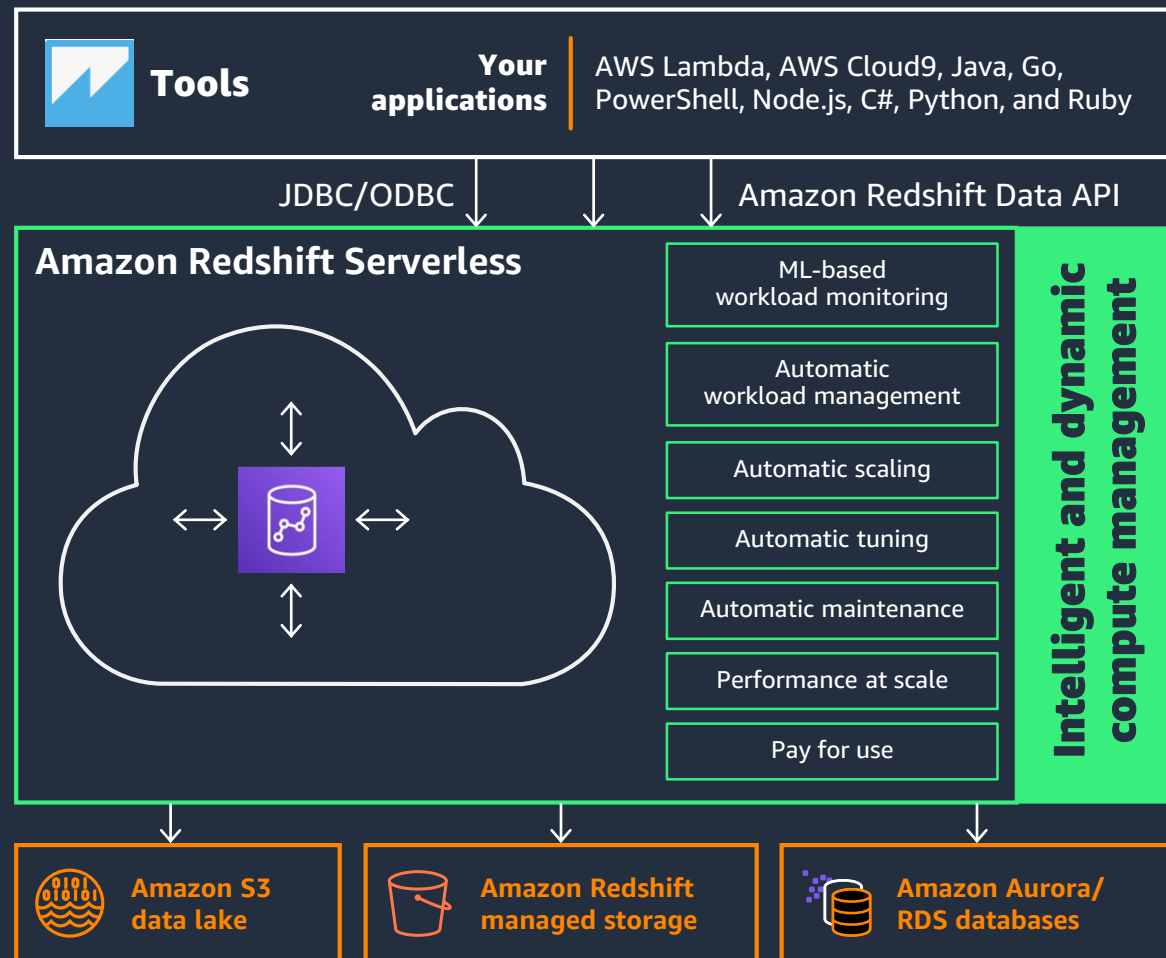 Tools
Your
applications
AWS Lambda, AWS Cloud9, Java, Go,
PowerShell, Node.js, C#, Python, and Ruby
JDBC/ODBC
Amazon Redshift Data API
Amazon Redshift Serverless
ML-based
workload monitoring
Automatic
workload management
Automatic scaling
Automatic tuning
Automatic maintenance
Performance at scale
Pay for use
Intelligent and dynamic
compute management
0101
010101
Amazon S3
data lake
Amazon Redshift
managed storage
Amazon Aurora/
RDS databases